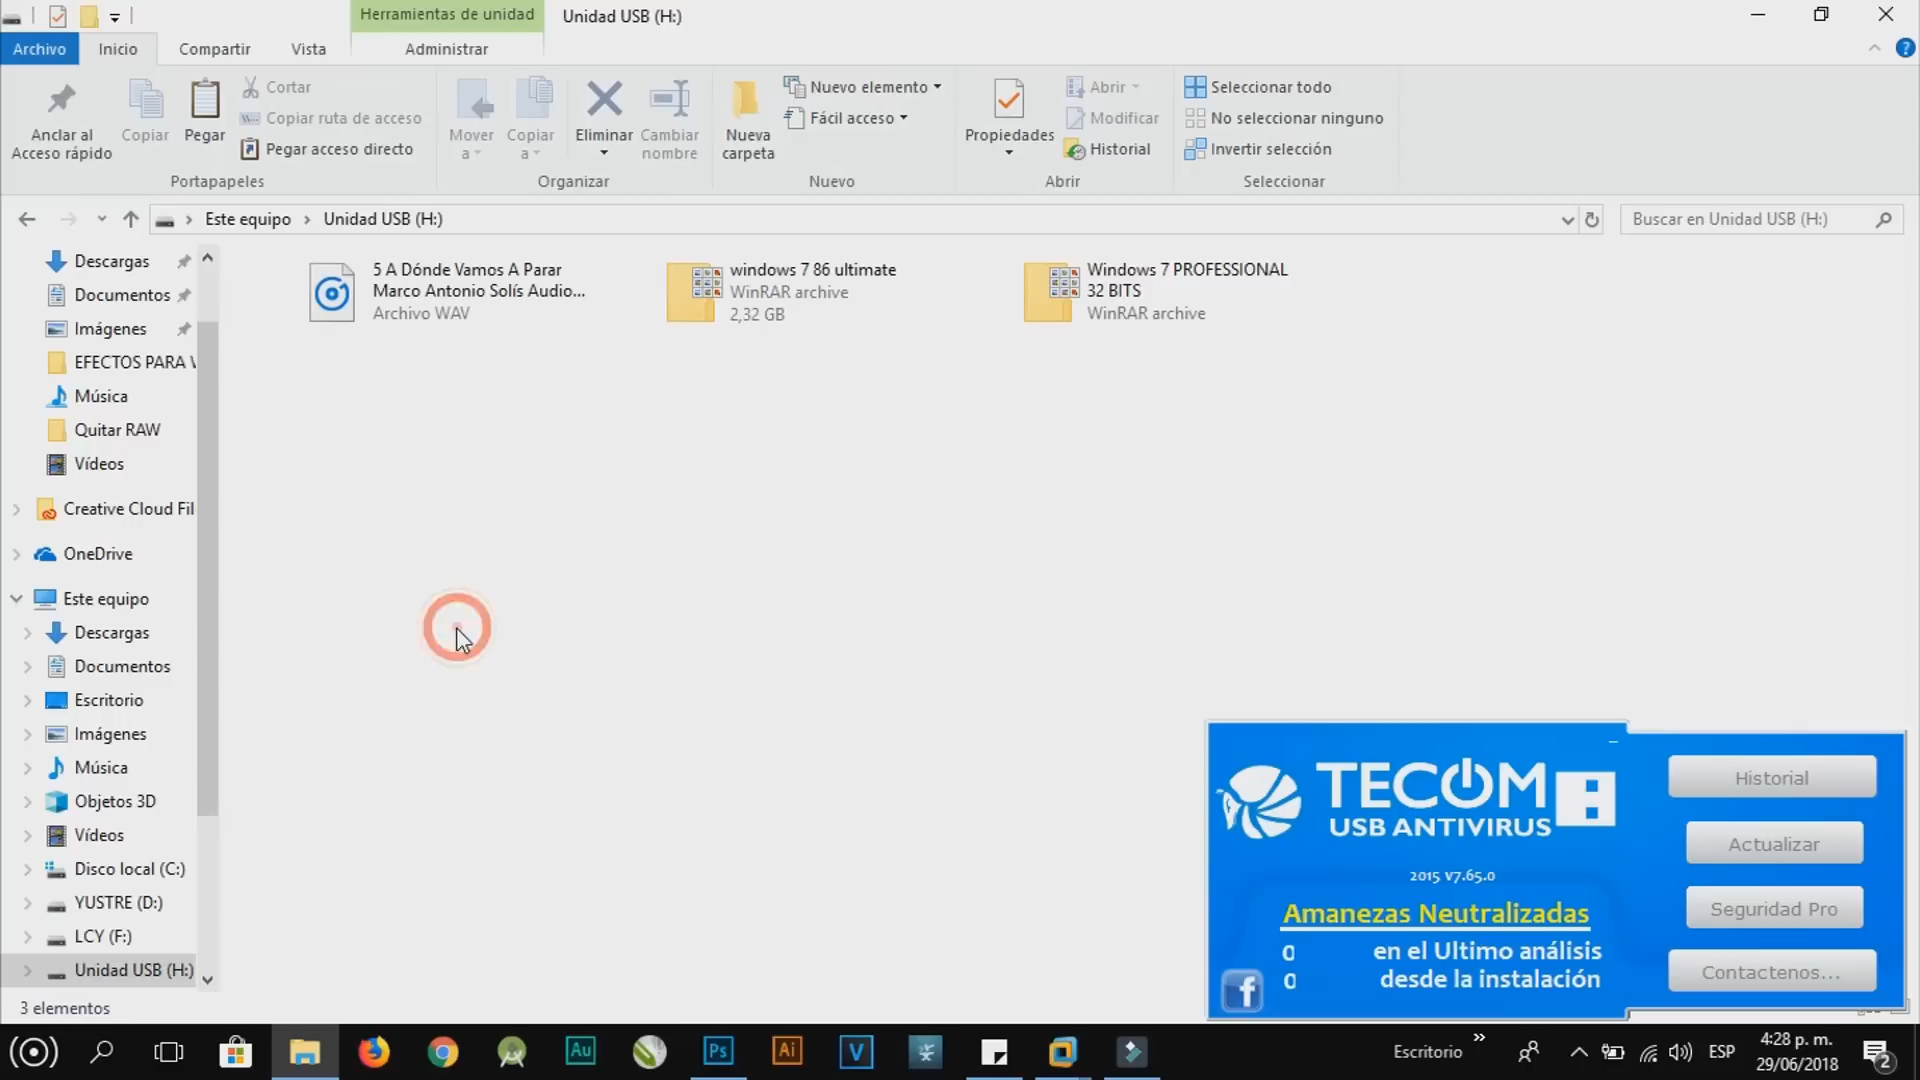 Herramientas de unidad
Unidad USB (H:)
Archivo
Inicio
Compartir
Vista
Administrar
Anclar al
Acceso rápido
Copiar
Pegar
Cortar
Copiar ruta de acceso
Pegar acceso directo
Portapapeles
Mover
a
Copiar
a
Eliminar
Cambiar
nombre
Organizar
Nueva
carpeta
Nuevo elemento
Fácil acceso
Nuevo
Propiedades
Abrir
Modificar
Historial
Abrir
Seleccionar todo
No seleccionar ninguno
Invertir selección
Seleccionar
Este equipo
Unidad USB (H:)
Buscar en Unidad USB (H:)
Descargas
Documentos
Imágenes
EFECTOS PARA V
Música
Quitar RAW
Vídeos
Creative Cloud Fil
OneDrive
Este equipo
Descargas
Documentos
Escritorio
Imágenes
Música
Objetos 3D
Vídeos
Disco local (C:)
YUSTRE (D:)
LCY (F:)
Unidad USB (H:)
5 A Dónde Vamos A Parar
Marco Antonio Solís Audio...
Archivo WAV
windows 7 86 ultimate
WinRAR archive
2,32 GB
Windows 7 PROFESSIONAL
32 BITS
WinRAR archive
TECOM
USB ANTIVIRUS
2015 v7.65.0
Amanezas Neutralizadas
0 en el Ultimo análisis
0 desde la instalación
f
Historial
Actualizar
Seguridad Pro
Contactenos...
3 elementos
Au
Ps
Ai
V
Escritorio
ESP
4:28 p. m.
29/06/2018
2